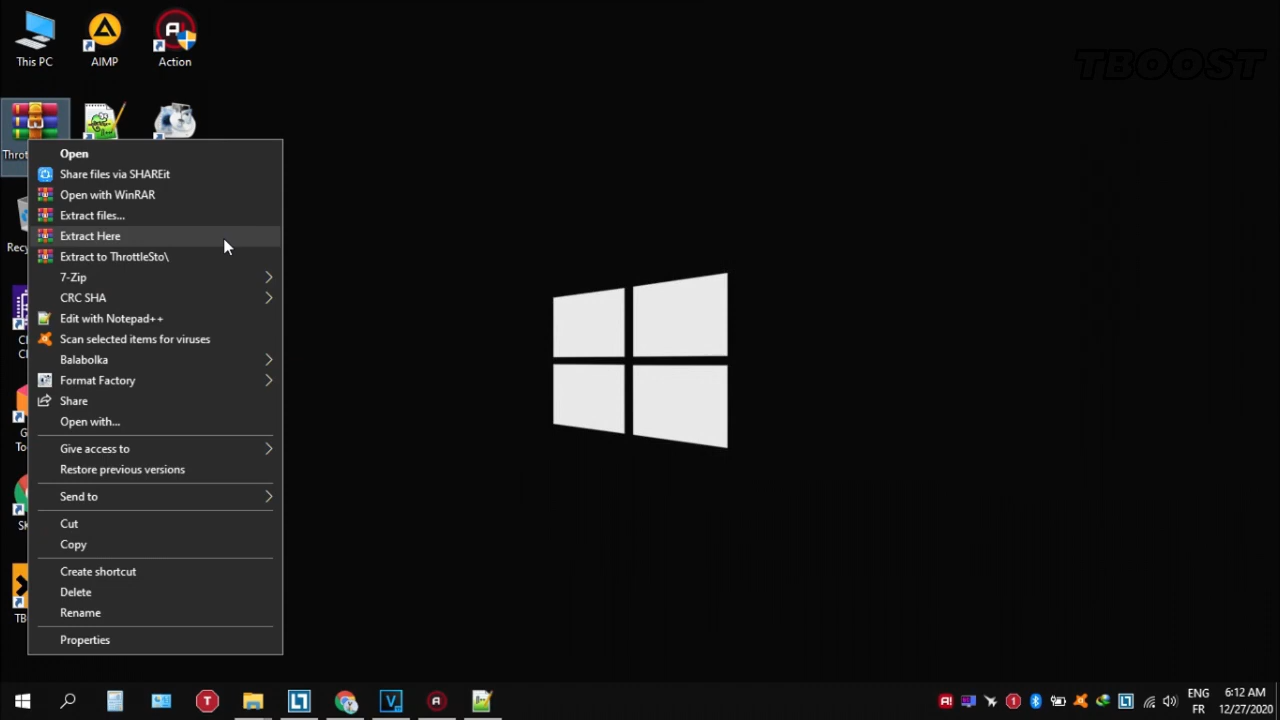 This PC
AIMP
Action
TBOOST
Throt
Open
Share files via SHAREit
Open with WinRAR
Extract files...
Extract Here
Extract to ThrottleSto\
7-Zip
CRC SHA
Edit with Notepad++
Scan selected items for viruses
Balabolka
Format Factory
Share
Open with...
Give access to
Restore previous versions
Send to
Cut
Copy
Create shortcut
Delete
Rename
Properties
Recy
ENG
FR
6:12 AM
12/27/2020